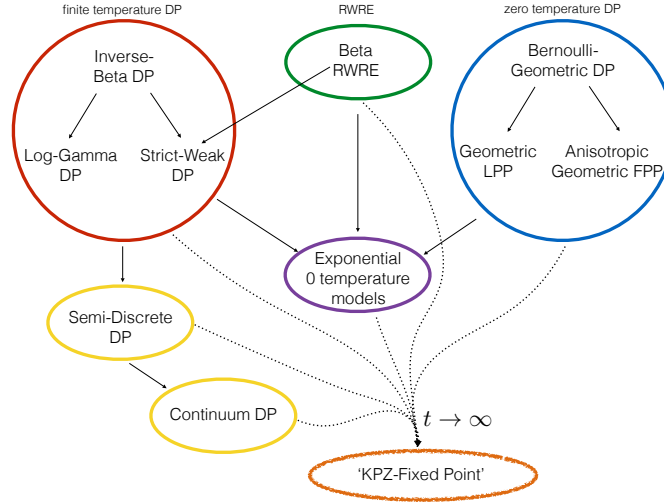 finite temperature DP
RWRE
zero temperature DP
Inverse-
Beta DP
Beta
RWRE
Bernoulli-
Geometric DP
Log-Gamma
DP
Strict-Weak
DP
Geometric
LPP
Anisotropic
Geometric FPP
Exponential
0 temperature
models
Semi-Discrete
DP
Continuum DP
t → ∞
‘KPZ-Fixed Point’